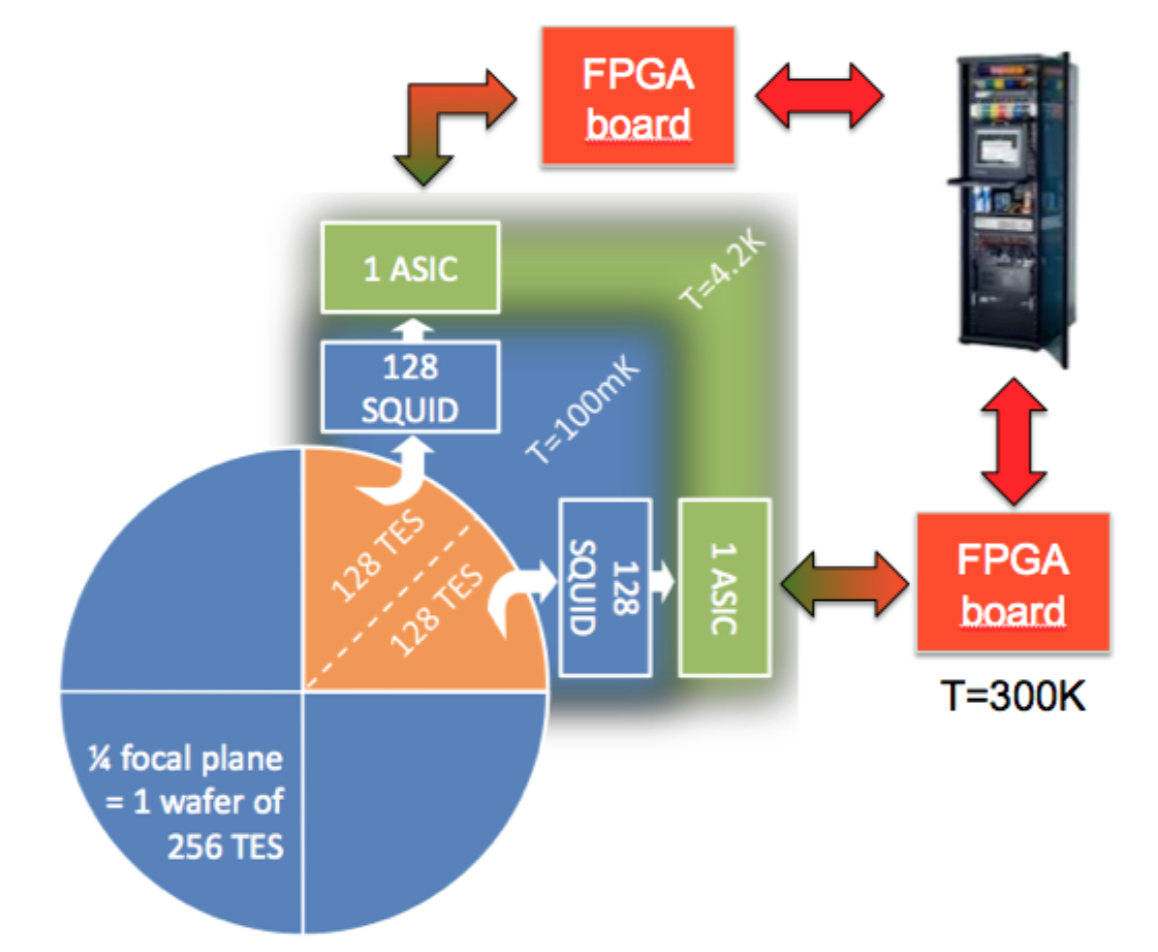 FPGA
board
1 ASIC
T=4.2K
128
SQUID
T=100mK
128 TES
128 TES
128
SQUID
1 ASIC
FPGA
board
T=300K
¼ focal plane
= 1 wafer of
256 TES